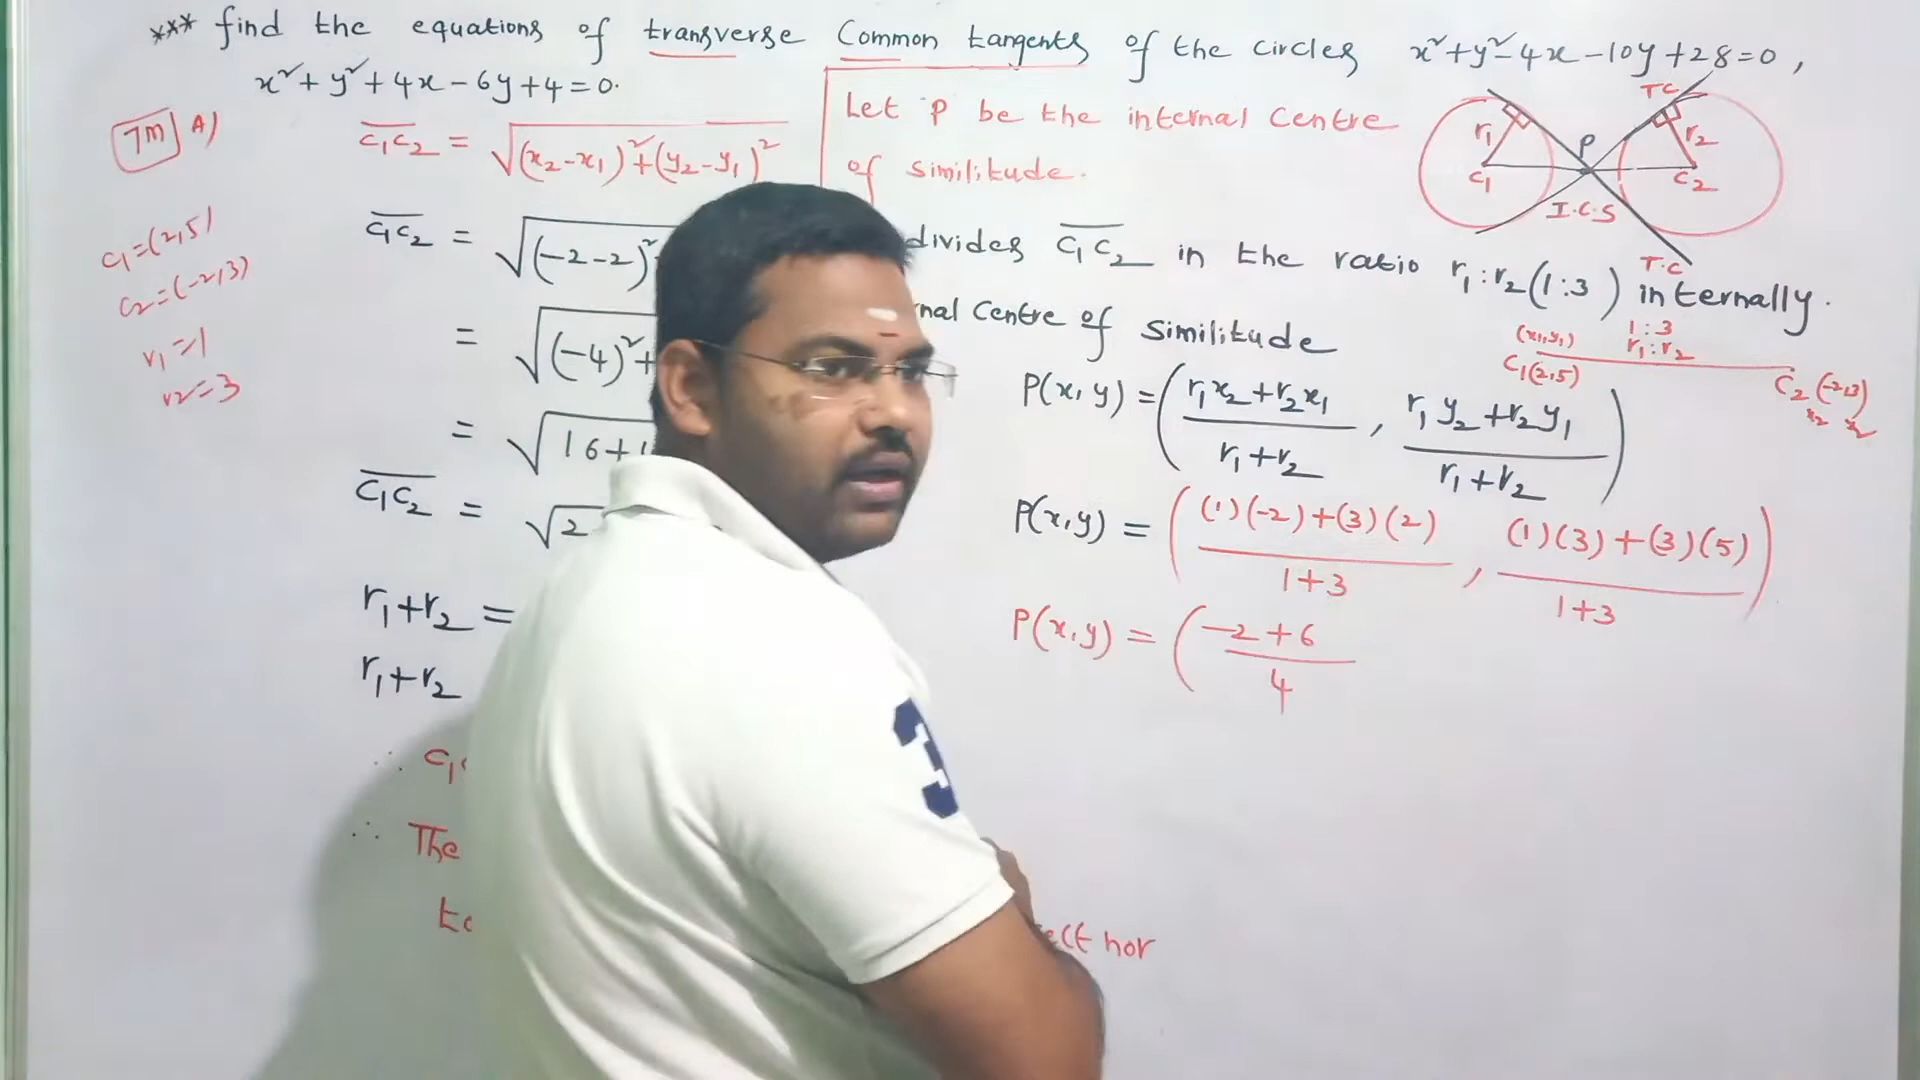 *** find the equations of transverse Common tangents of the circles x²+y²-4x-10y+28=0,
x²+y²+4x-6y+4=0.
7M A)
C₁=(2,5)
C₂=(-2,3)
r₁=1
r₂=3
C₁C₂ = √(x₂-x₁)²+(y₂-y₁)²
C₁C₂ = √(-2-2)²
= √(-4)²+
= √16+
C₁C₂ = √2
r₁+r₂ =
r₁+r₂
∴ C₁
∴ The
Let P be the internal Centre
of similitude.
divides C₁C₂ in the ratio r₁:r₂(1:3) internally.
nal Centre of Similitude
P(x,y) = (r₁x₂+r₂x₁/r₁+r₂, r₁y₂+r₂y₁/r₁+r₂)
P(x,y) = ((1)(-2)+(3)(2)/1+3, (1)(3)+(3)(5)/1+3)
P(x,y) = (-2+6/4
ect nor
T.C
r₁ P r₂
C₁ C₂
I.C.S
T.C
(x₁,y₁) 1:3
r₁:r₂
C₁(2,5) C₂(-2,3)
x₂ y₂
3